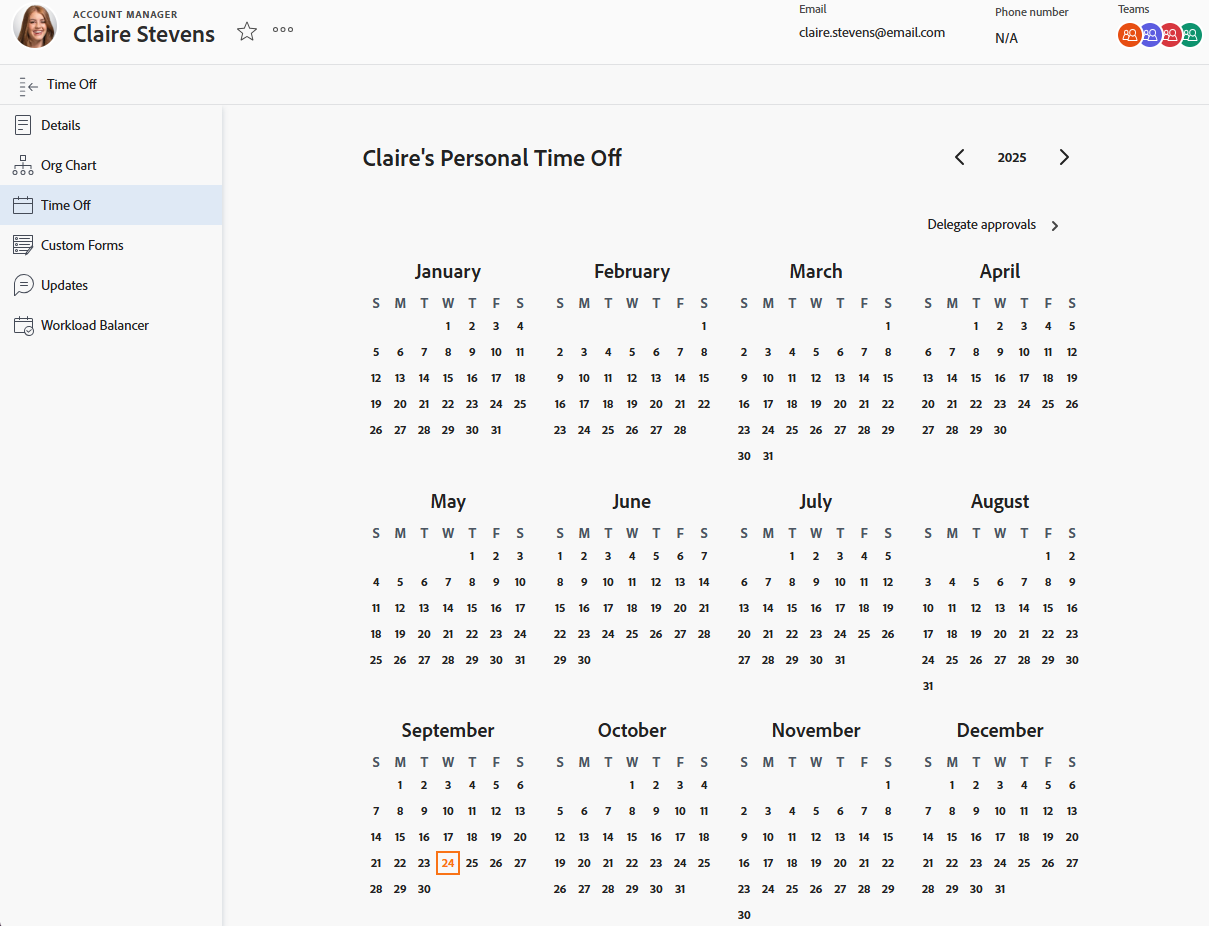 ACCOUNT MANAGER
Claire Stevens
Email
claire.stevens@email.com
Phone number
N/A
Teams
Time Off
Details
Org Chart
Time Off
Custom Forms
Updates
Workload Balancer
Claire's Personal Time Off
2025
Delegate approvals
January February March April
S M T W T F S S M T W T F S S M T W T F S S M T W T F S
1 2 3 4 1 1 1 2 3 4 5
5 6 7 8 9 10 11 2 3 4 5 6 7 8 2 3 4 5 6 7 8 6 7 8 9 10 11 12
12 13 14 15 16 17 18 9 10 11 12 13 14 15 9 10 11 12 13 14 15 13 14 15 16 17 18 19
19 20 21 22 23 24 25 16 17 18 19 20 21 22 16 17 18 19 20 21 22 20 21 22 23 24 25 26
26 27 28 29 30 31 23 24 25 26 27 28 23 24 25 26 27 28 29 27 28 29 30
30 31
May June July August
S M T W T F S S M T W T F S S M T W T F S S M T W T F S
1 2 3 1 2 3 4 5 6 7 1 2 3 4 5 1 2
4 5 6 7 8 9 10 8 9 10 11 12 13 14 6 7 8 9 10 11 12 3 4 5 6 7 8 9
11 12 13 14 15 16 17 15 16 17 18 19 20 21 13 14 15 16 17 18 19 10 11 12 13 14 15 16
18 19 20 21 22 23 24 22 23 24 25 26 27 28 20 21 22 23 24 25 26 17 18 19 20 21 22 23
25 26 27 28 29 30 31 29 30 27 28 29 30 31 24 25 26 27 28 29 30
31
September October November December
S M T W T F S S M T W T F S S M T W T F S S M T W T F S
1 2 3 4 5 6 1 2 3 4 1 1 2 3 4 5 6
7 8 9 10 11 12 13 5 6 7 8 9 10 11 2 3 4 5 6 7 8 7 8 9 10 11 12 13
14 15 16 17 18 19 20 12 13 14 15 16 17 18 9 10 11 12 13 14 15 14 15 16 17 18 19 20
21 22 23 24 25 26 27 19 20 21 22 23 24 25 16 17 18 19 20 21 22 21 22 23 24 25 26 27
28 29 30 26 27 28 29 30 31 23 24 25 26 27 28 29 28 29 30 31
30